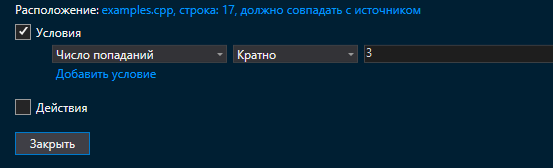 Расположение: examples.cpp, строка: 17, должно совпадать с источником
Условия
Число попаданий Кратно 3
Добавить условие
Действия
Закрыть